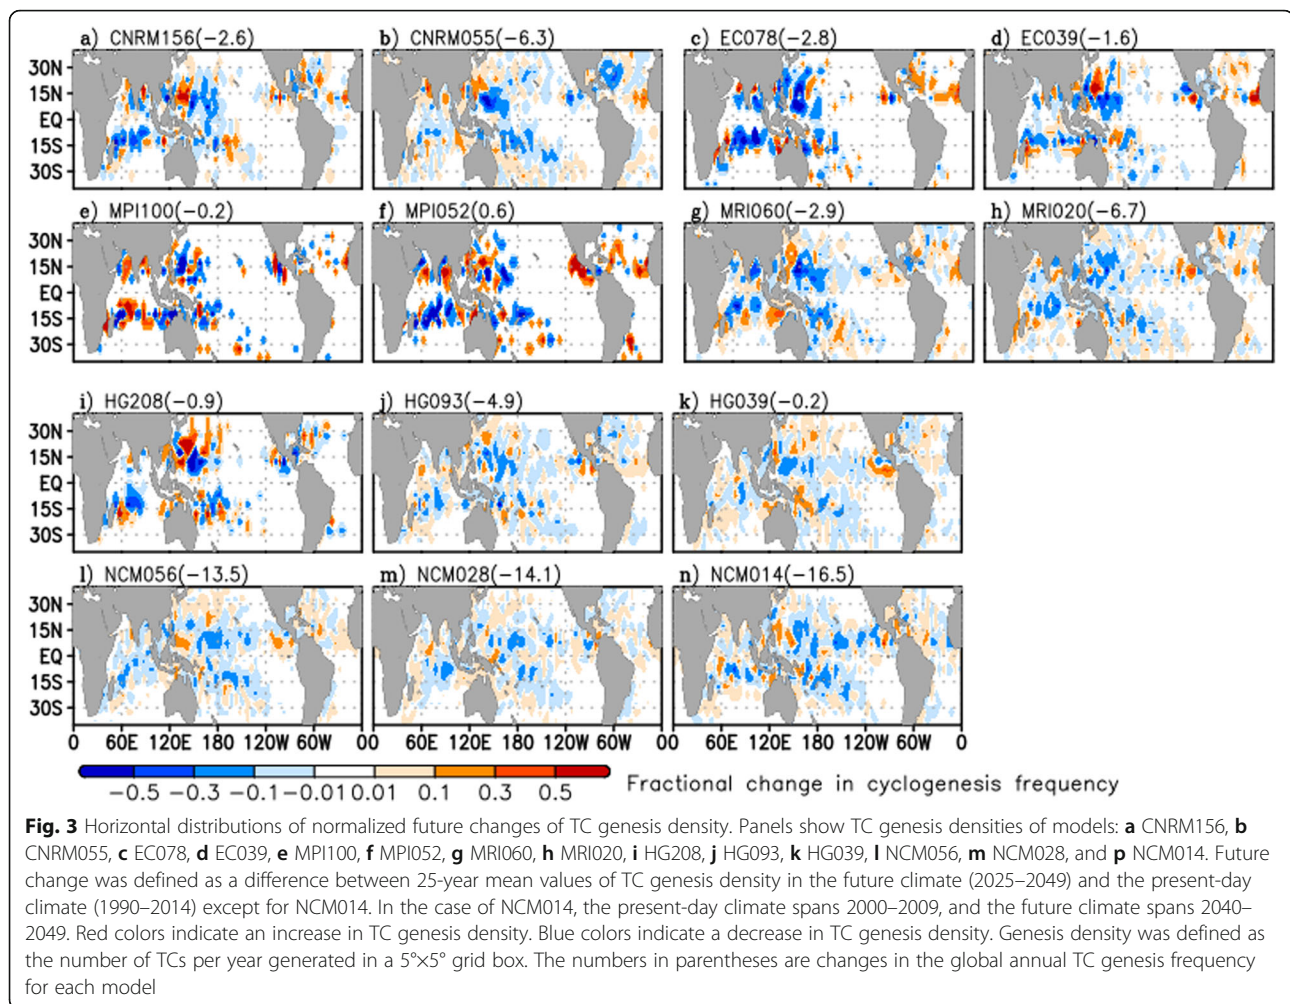 a) CNRM156(−2.6)
b) CNRM055(−6.3)
c) EC078(−2.8)
d) EC039(−1.6)
30N
15N
EQ
15S
30S
e) MPI100(−0.2)
f) MPI052(0.6)
g) MRI060(−2.9)
h) MRI020(−6.7)
30N
15N
EQ
15S
30S
i) HG208(−0.9)
j) HG093(−4.9)
k) HG039(−0.2)
30N
15N
EQ
15S
30S
l) NCM056(−13.5)
m) NCM028(−14.1)
n) NCM014(−16.5)
30N
15N
EQ
15S
30S
0 60E 120E 180 120W 60W 00 60E 120E 180 120W 60W 00 60E 120E 180 120W 60W 0
−0.5 −0.3 −0.1 −0.01 0.01 0.1 0.3 0.5
Fractional change in cyclogenesis frequency
Fig. 3 Horizontal distributions of normalized future changes of TC genesis density. Panels show TC genesis densities of models: a CNRM156, b
CNRM055, c EC078, d EC039, e MPI100, f MPI052, g MRI060, h MRI020, i HG208, j HG093, k HG039, l NCM056, m NCM028, and p NCM014. Future
change was defined as a difference between 25-year mean values of TC genesis density in the future climate (2025–2049) and the present-day
climate (1990–2014) except for NCM014. In the case of NCM014, the present-day climate spans 2000–2009, and the future climate spans 2040–
2049. Red colors indicate an increase in TC genesis density. Blue colors indicate a decrease in TC genesis density. Genesis density was defined as
the number of TCs per year generated in a 5°×5° grid box. The numbers in parentheses are changes in the global annual TC genesis frequency
for each model